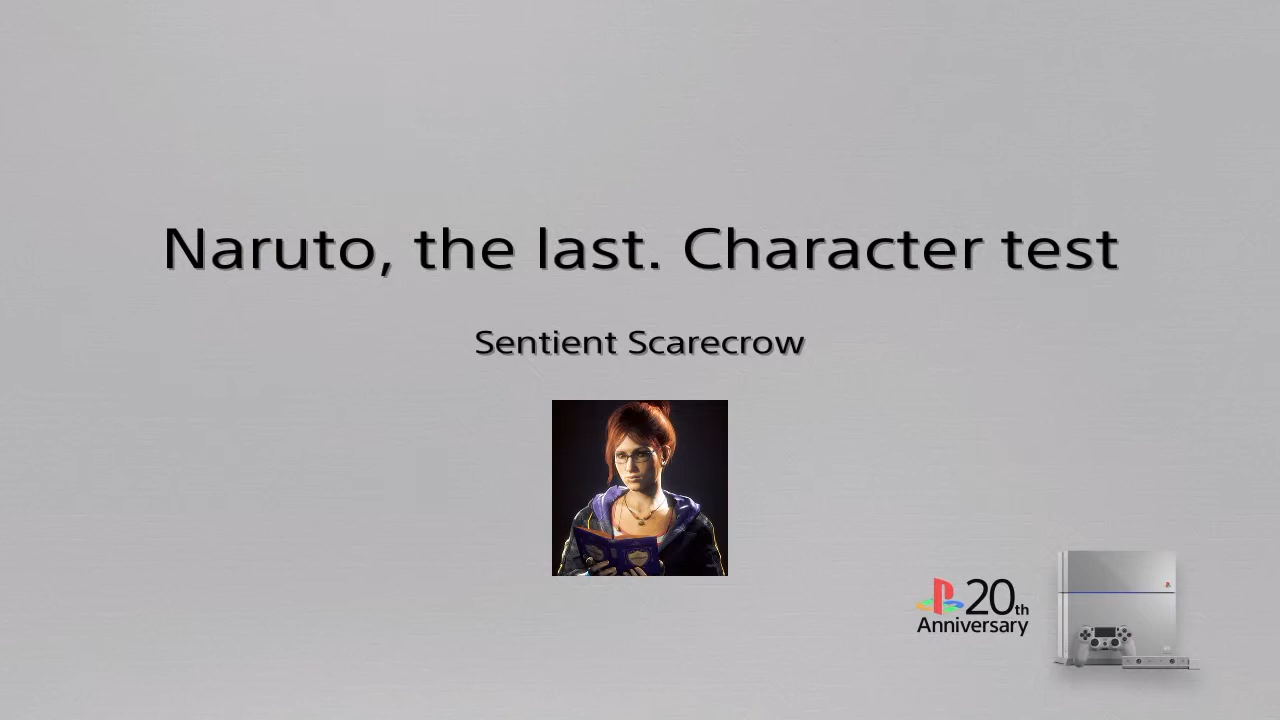 Naruto, the last. Character test
Sentient Scarecrow
20th
Anniversary